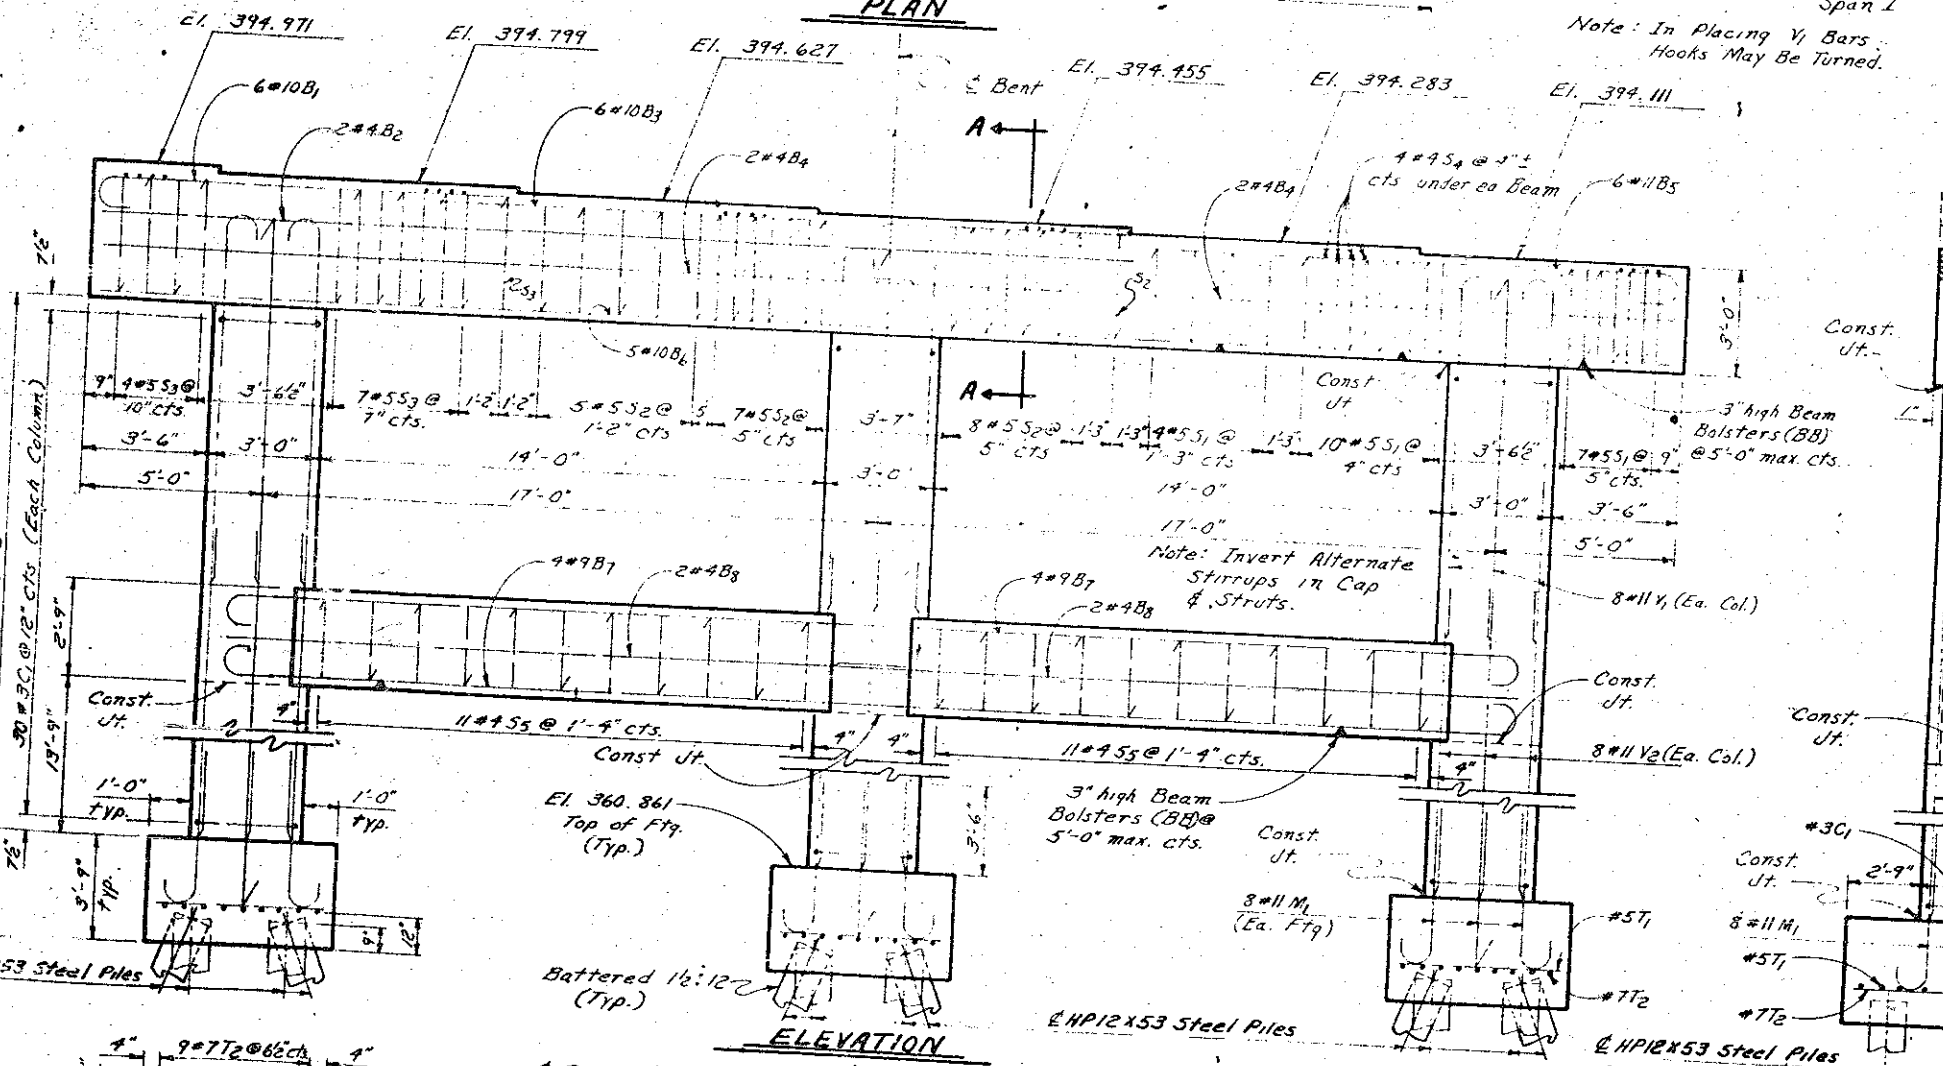 PLAN
Span 1
Note: In Placing V1 Bars
Hooks May Be Turned.
El. 394.971
El. 394.799
El. 394.627
El. 394.455
El. 394.283
El. 394.111
℄ Bent
6#10B1
2#4B2
6#10B3
2#4B4
A
2#4B4
4#4S4 @ 4"±
cts under ea Beam
6#11B5
7½"
S3
S2
5#10B6
3'-0"
Const.
Jt.
A
Const
Jt
3" high Beam
Bolsters (BB)
@ 5'-0" max. cts.
1"
9"
4#5S3 @
10" cts.
3'-6½"
7#5S3 @
7" cts.
1'-2"
1'-2"
5#5S2 @
1'-2" cts
5
7#5S2 @
5" cts
3'-7"
8#5S2 @
5" cts
1'-3"
1'-3"
4#5S1 @
1'-3" cts
1'-3"
10#5S1 @
4" cts
3'-6½"
7#5S1 @
5" cts.
9"
3'-6"
3'-0"
14'-0"
3'-0"
14'-0"
3'-0"
3'-6"
5'-0"
17'-0"
17'-0"
5'-0"
30#3C1 @ 12" cts. (Each Column)
2'-9"
13'-9"
4#9B7
2#4B8
Note: Invert Alternate
Stirrups in Cap
& Struts.
4#9B7
2#4B8
8#11V1 (Ea. Col.)
Const.
Jt.
4"
11#4S5 @ 1'-4" cts.
4"
4"
11#4S5 @ 1'-4" cts.
4"
Const.
Jt.
8#11V2 (Ea. Col.)
Const.
Jt.
Const Jt.
1'-0"
typ.
1'-0"
typ.
El. 360.861
Top of Ftg.
(Typ.)
3'-6"
3" high Beam
Bolsters (BB) @
5'-0" max. cts.
Const.
Jt.
#3C1
Const.
Jt.
2'-9"
7½"
3'-9"
typ.
9"
12"
8#11M1
(Ea. Ftg)
#5T1
#7T2
8#11M1
#5T1
#7T2
53 Steel Piles
Battered 1½:12
(Typ.)
℄ HP12X53 Steel Piles
℄ HP12X53 Steel Piles
ELEVATION
4"
9#7T2 @ 6½" cts.
4"